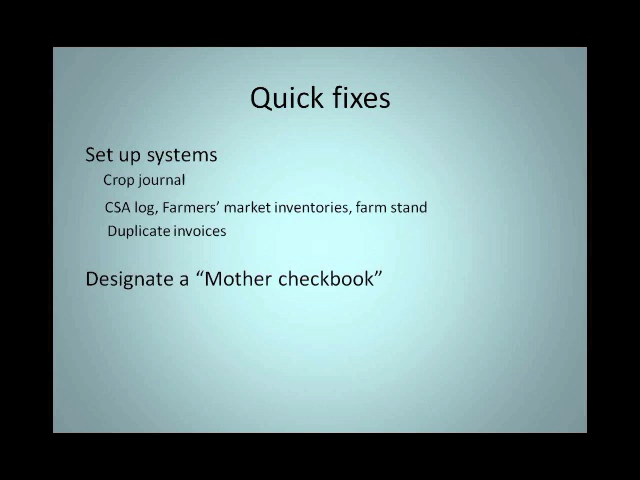 Quick fixes
Set up systems
Crop journal
CSA log, Farmers’ market inventories, farm stand
Duplicate invoices
Designate a “Mother checkbook”